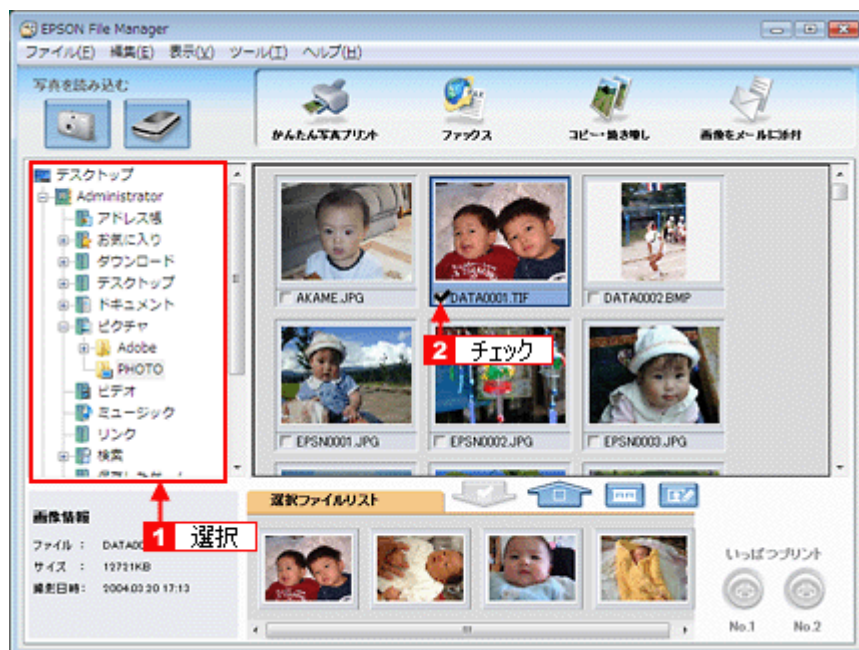 EPSON File Manager
ファイル(F) 編集(E) 表示(V) ツール(T) ヘルプ(H)
写真を読み込む
かんたん写真プリント
ファックス
コピー・焼き増し
画像をメールに添付
デスクトップ
Administrator
アドレス帳
お気に入り
ダウンロード
デスクトップ
ドキュメント
ピクチャ
Adobe
PHOTO
ビデオ
ミュージック
リンク
検索
AKAME.JPG
DATA0001.TIF
DATA0002.BMP
2 チェック
EPSN0001.JPG
EPSN0002.JPG
EPSN0003.JPG
1 選択
選択ファイルリスト
画像情報
ファイル :
サイズ : 12721KB
撮影日時: 2004.03.20 17:13
いっぱつプリント
No.1
No.2